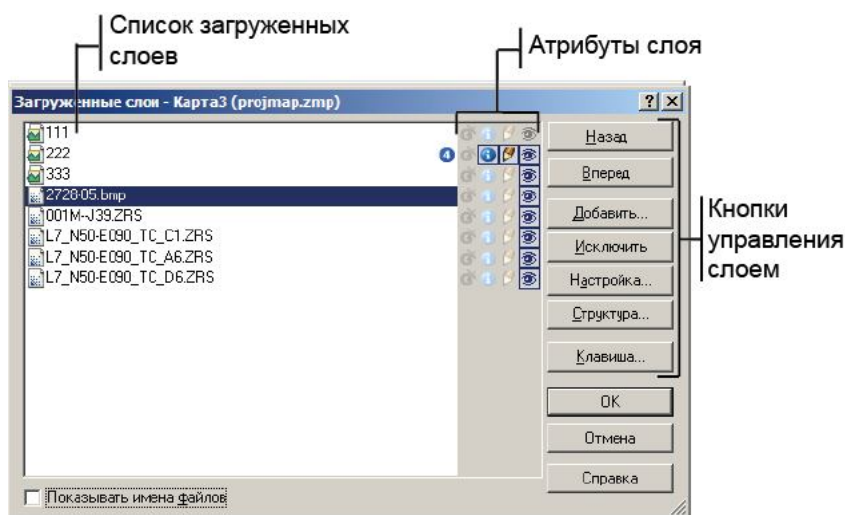 Список загруженных
слоев
Атрибуты слоя
Загруженные слои - Карта3 (projmap.zmp)
111
222
4
333
2728-05.bmp
001M--J39.ZRS
L7_N50-E090_TC_C1.ZRS
L7_N50-E090_TC_A6.ZRS
L7_N50-E090_TC_D6.ZRS
Назад
Вперед
Добавить...
Исключить
Настройка...
Структура...
Клавиша...
OK
Отмена
Справка
Кнопки
управления
слоем
Показывать имена файлов